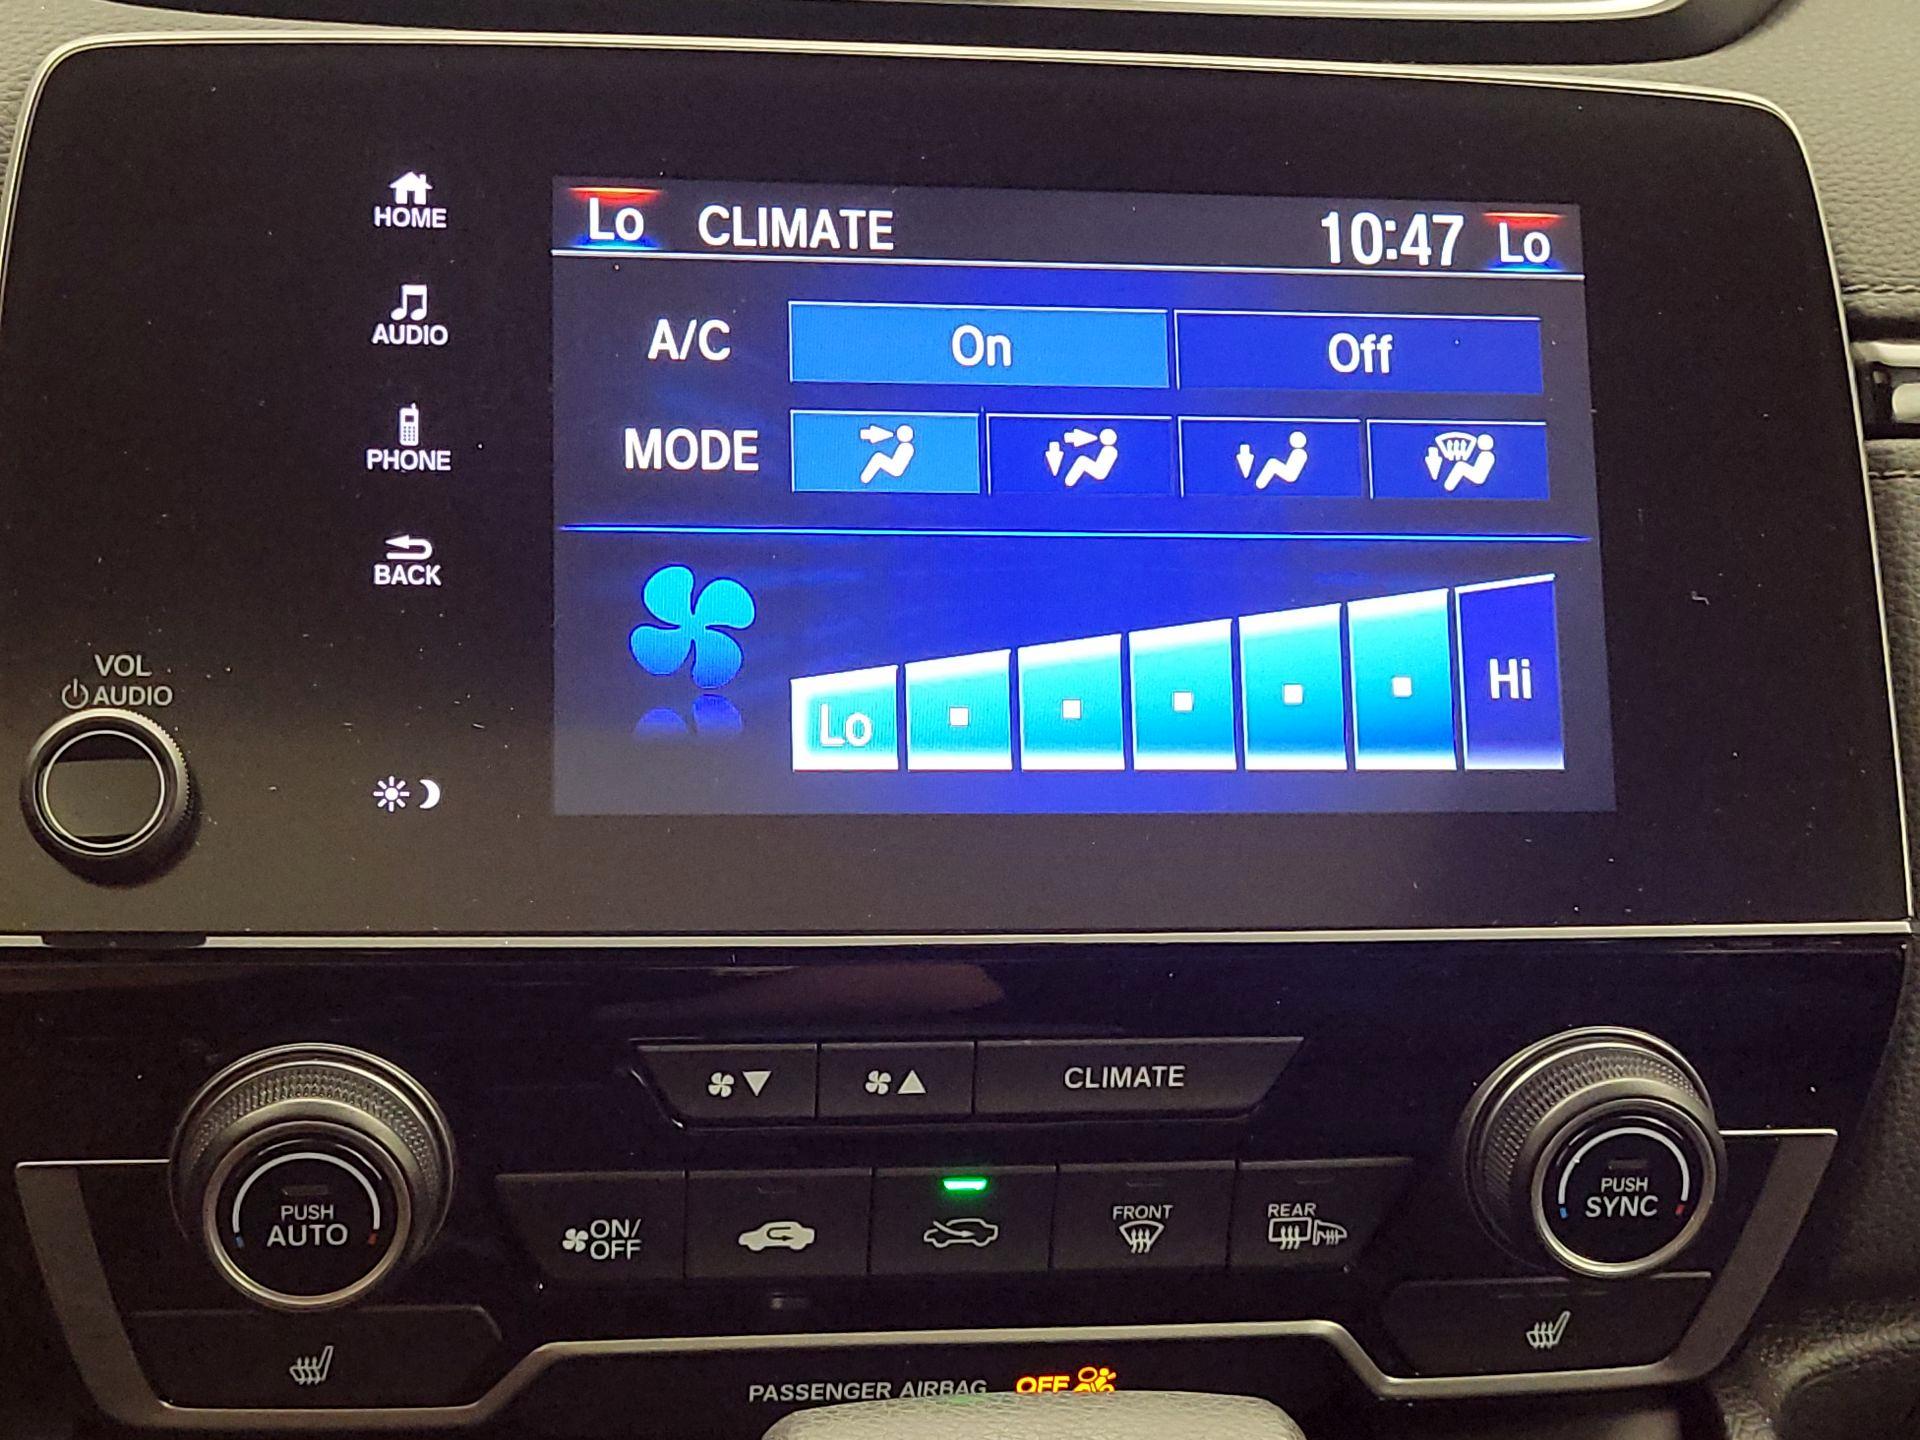 HOME
AUDIO
PHONE
BACK
VOL
AUDIO
Lo CLIMATE 10:47 Lo
A/C On Off
MODE
Lo Hi
CLIMATE
PUSH
AUTO
ON/
OFF
FRONT
REAR
PUSH
SYNC
PASSENGER AIRBAG OFF